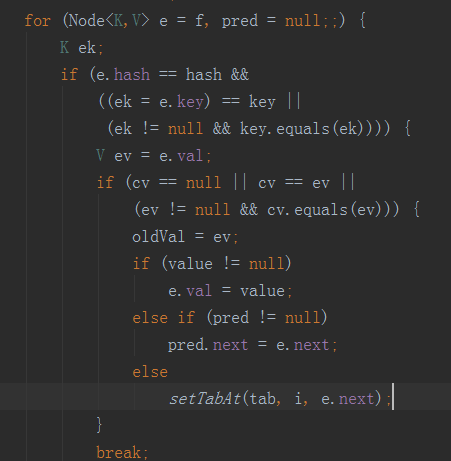 for (Node<K,V> e = f, pred = null;;) {
K ek;
if (e.hash == hash &&
((ek = e.key) == key ||
(ek != null && key.equals(ek)))) {
V ev = e.val;
if (cv == null || cv == ev ||
(ev != null && cv.equals(ev))) {
oldVal = ev;
if (value != null)
e.val = value;
else if (pred != null)
pred.next = e.next;
else
setTabAt(tab, i, e.next);
}
break;